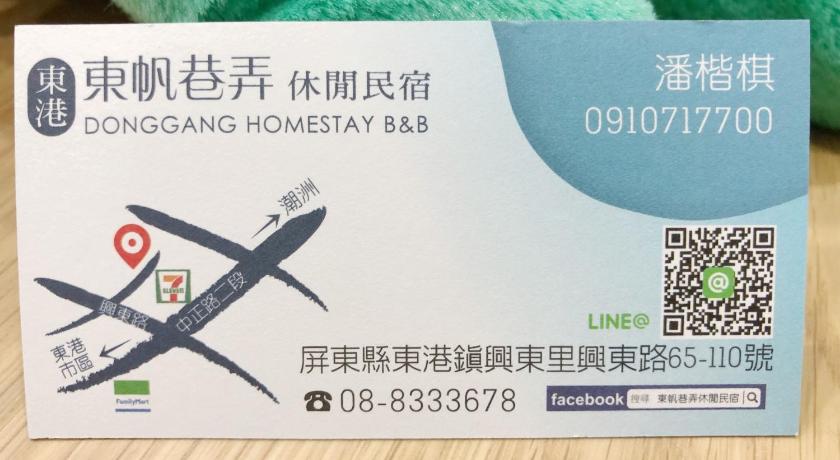 東港
東帆巷弄 休閒民宿
DONGGANG HOMESTAY B&B
潘楷棋
0910717700
潮洲
7
ELEVEN
興東路
中正路二段
東港
市區
FamilyMart
LINE@
@
屏東縣東港鎮興東里興東路65-110號
☎08-8333678
facebook 搜尋 東帆巷弄休閒民宿